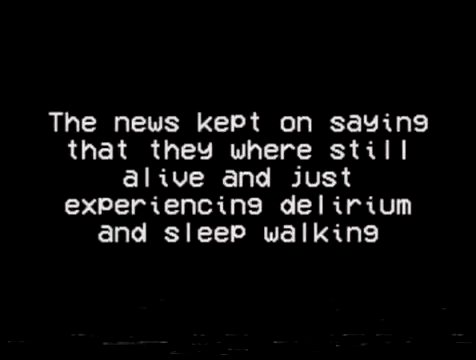 The news kept on saying
that they where still
alive and just
experiencing delirium
and sleep walking